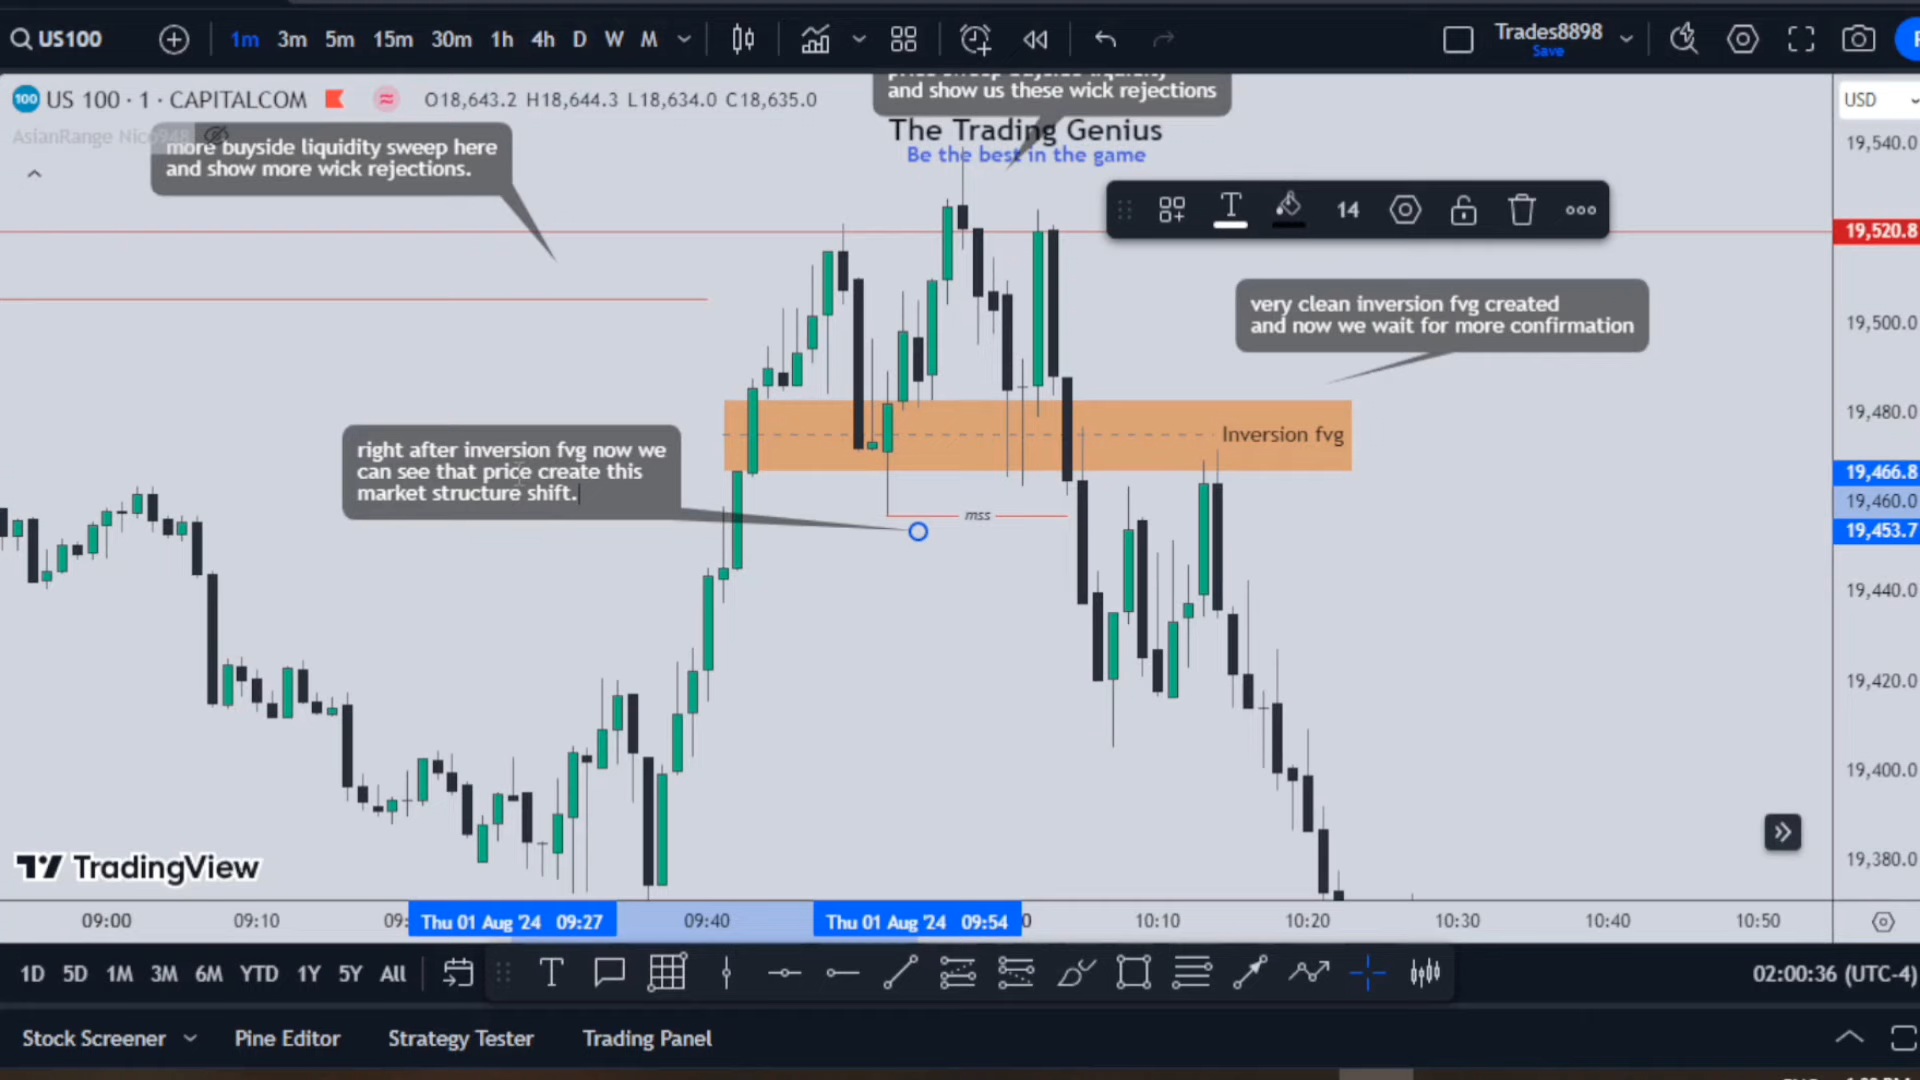 US100
1m 3m 5m 15m 30m 1h 4h D W M
Trades8898
Save
US 100 · 1 · CAPITALCOM
O18,643.2 H18,644.3 L18,634.0 C18,635.0
AsianRange Nico948
USD
price sweep buyside liquidity
and show us these wick rejections
The Trading Genius
Be the best in the game
more buyside liquidity sweep here
and show more wick rejections.
14
very clean inversion fvg created
and now we wait for more confirmation
Inversion fvg
right after inversion fvg now we
can see that price create this
market structure shift.
mss
19,540.0
19,520.8
19,500.0
19,480.0
19,466.8
19,460.0
19,453.7
19,440.0
19,420.0
19,400.0
19,380.0
TradingView
09:00 09:10 09: Thu 01 Aug '24 09:27 09:40 Thu 01 Aug '24 09:54 0 10:10 10:20 10:30 10:40 10:50
1D 5D 1M 3M 6M YTD 1Y 5Y All
02:00:36 (UTC-4)
Stock Screener Pine Editor Strategy Tester Trading Panel